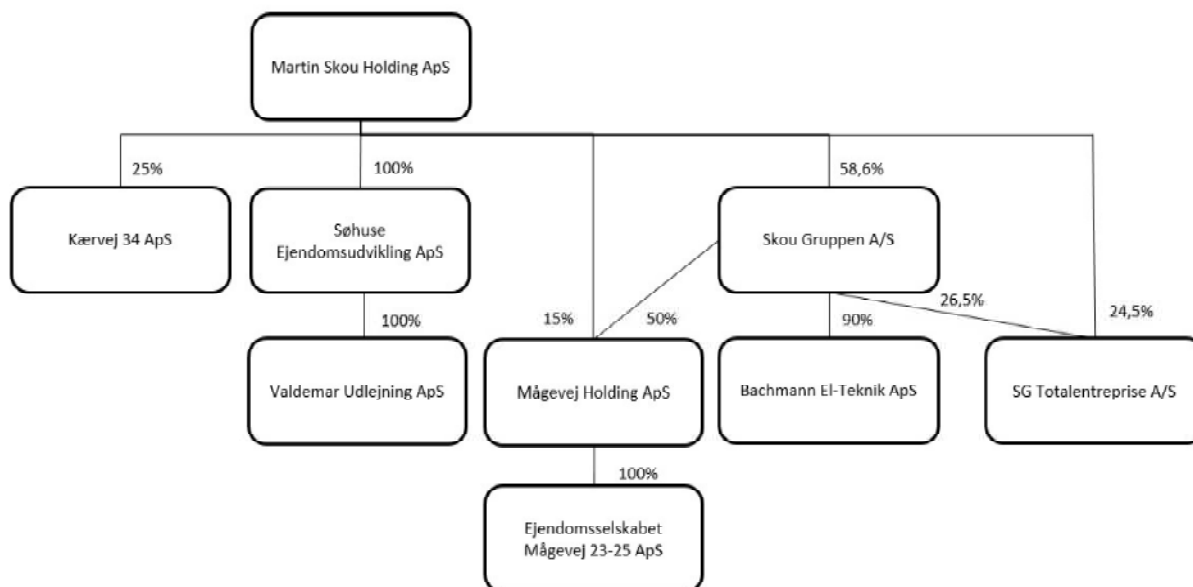 Martin Skou Holding ApS
25%
100%
58,6%
Kærvej 34 ApS
Søhuse
Ejendomsudvikling ApS
Skou Gruppen A/S
100%
15%
50%
90%
26,5%
24,5%
Valdemar Udlejning ApS
Mågevej Holding ApS
Bachmann El-Teknik ApS
SG Totalentreprise A/S
100%
Ejendomsselskabet
Mågevej 23-25 ApS